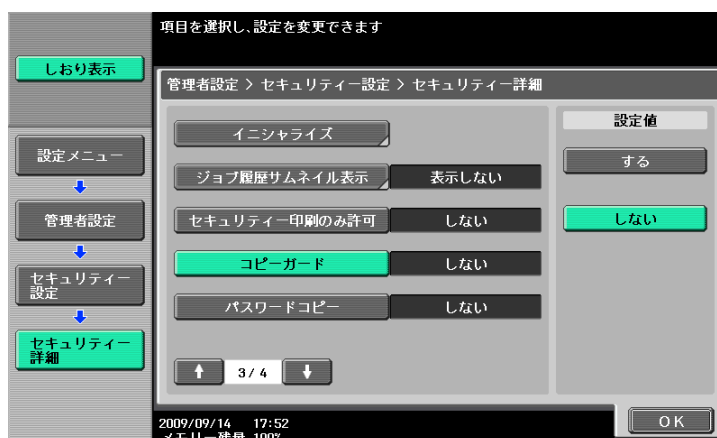 項目を選択し、設定を変更できます
しおり表示
管理者設定 > セキュリティー設定 > セキュリティー詳細
設定メニュー
管理者設定
セキュリティー
設定
セキュリティー
詳細
イニシャライズ
ジョブ履歴サムネイル表示 表示しない
セキュリティー印刷のみ許可 しない
コピーガード しない
パスワードコピー しない
3/ 4
設定値
する
しない
2009/09/14 17:52
メモリー残量 100%
OK